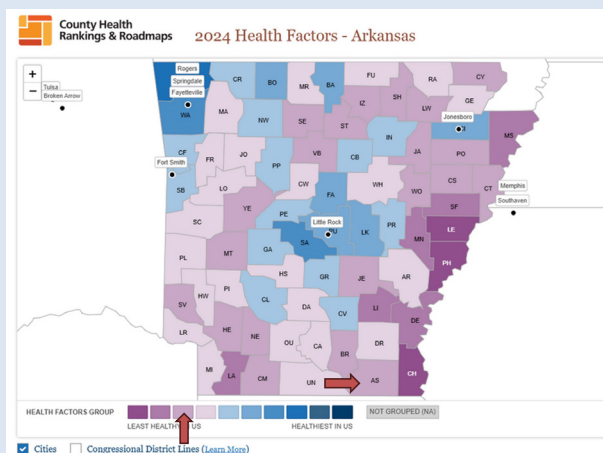 County Health
Rankings & Roadmaps
2024 Health Factors - Arkansas
+
−
Tulsa
Broken Arrow
Rogers
Springdale
Fayetteville
WA
CR
BO
MR
BA
FU
RA
CY
MA
NW
SE
IZ
SH
LW
GE
Jonesboro
MS
ST
CF
FR
JO
PP
VB
CB
IN
JA
PO
Fort Smith
SB
LO
CW
WH
WO
CS
CT
Memphis
Southaven
YE
FA
SC
PE
Little Rock
PU
LK
PR
SF
LE
SA
MN
PL
MT
GA
PH
HS
GR
JE
AR
SV
HW
PI
CL
DA
CV
LI
DE
LR
HE
NE
OU
CA
DR
BR
MI
LA
CM
UN
AS
CH
HEALTH FACTORS GROUP
NOT GROUPED (NA)
LEAST HEALTHY IN US
HEALTHIEST IN US
Cities
Congressional District Lines (Learn More)